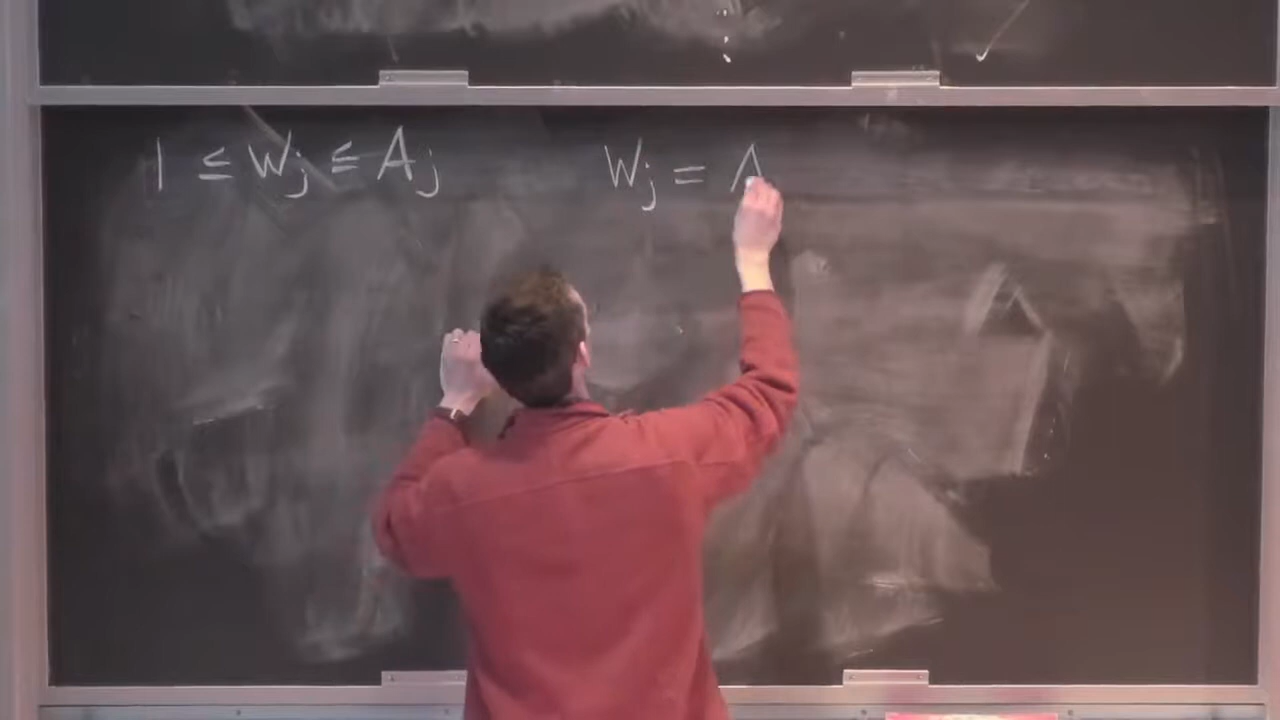 1 ≤ Wj ≤ Aj
Wj = A